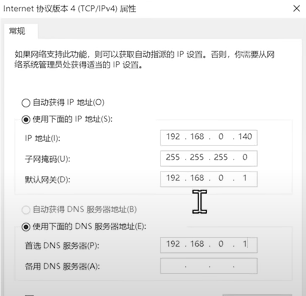 Internet 协议版本 4 (TCP/IPv4) 属性
常规
如果网络支持此功能，则可以获取自动指派的 IP 设置。否则，你需要从网
络系统管理员处获得适当的 IP 设置。
自动获得 IP 地址(O)
使用下面的 IP 地址(S):
IP 地址(I): 192 . 168 . 0 . 140
子网掩码(U): 255 . 255 . 255 . 0
默认网关(D): 192 . 168 . 0 . 1
自动获得 DNS 服务器地址(B)
使用下面的 DNS 服务器地址(E):
首选 DNS 服务器(P): 192 . 168 . 0 . 1
备用 DNS 服务器(A): . . .